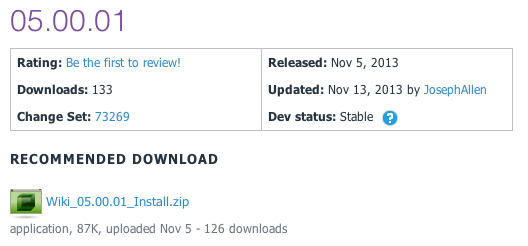 05.00.01
Rating: Be the first to review!
Released: Nov 5, 2013
Downloads: 133
Updated: Nov 13, 2013 by JosephAllen
Change Set: 73269
Dev status: Stable ?
RECOMMENDED DOWNLOAD
Wiki_05.00.01_Install.zip
application, 87K, uploaded Nov 5 - 126 downloads